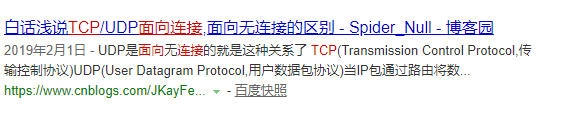 白话浅说TCP/UDP面向连接,面向无连接的区别 - Spider_Null - 博客园
2019年2月1日 - UDP是面向无连接的就是这种关系了 TCP(Transmission Control Protocol,传
输控制协议)UDP(User Datagram Protocol,用户数据包协议)当IP包通过路由将数...
https://www.cnblogs.com/JKayFe... - 百度快照